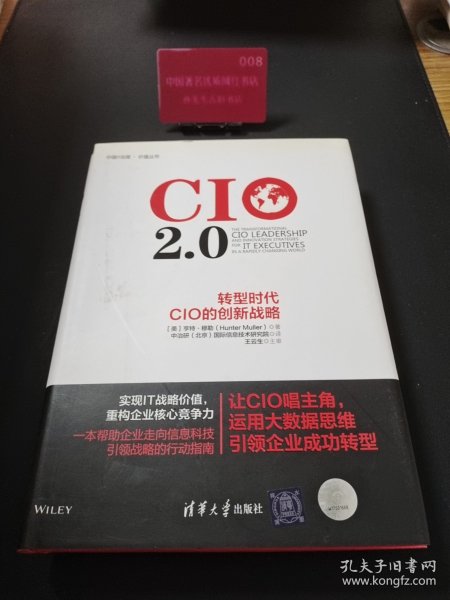 008
中国著名优质诚信书店
CIO
2.0
THE TRANSFORMATIONAL
CIO LEADERSHIP
AND INNOVATION STRATEGIES
FOR IT EXECUTIVES
IN A RAPIDLY CHANGING WORLD
转型时代
CIO的创新战略
[美] 亨特·穆勒(Hunter Muller)著
中治研(北京)国际信息技术研究院 译
王云生 主审
实现IT战略价值，
重构企业核心竞争力
一本帮助企业走向信息科技
引领战略的行动指南
让CIO唱主角，
运用大数据思维
引领企业成功转型
WILEY
清华大学出版社
孔夫子旧书网
www.kongfz.com